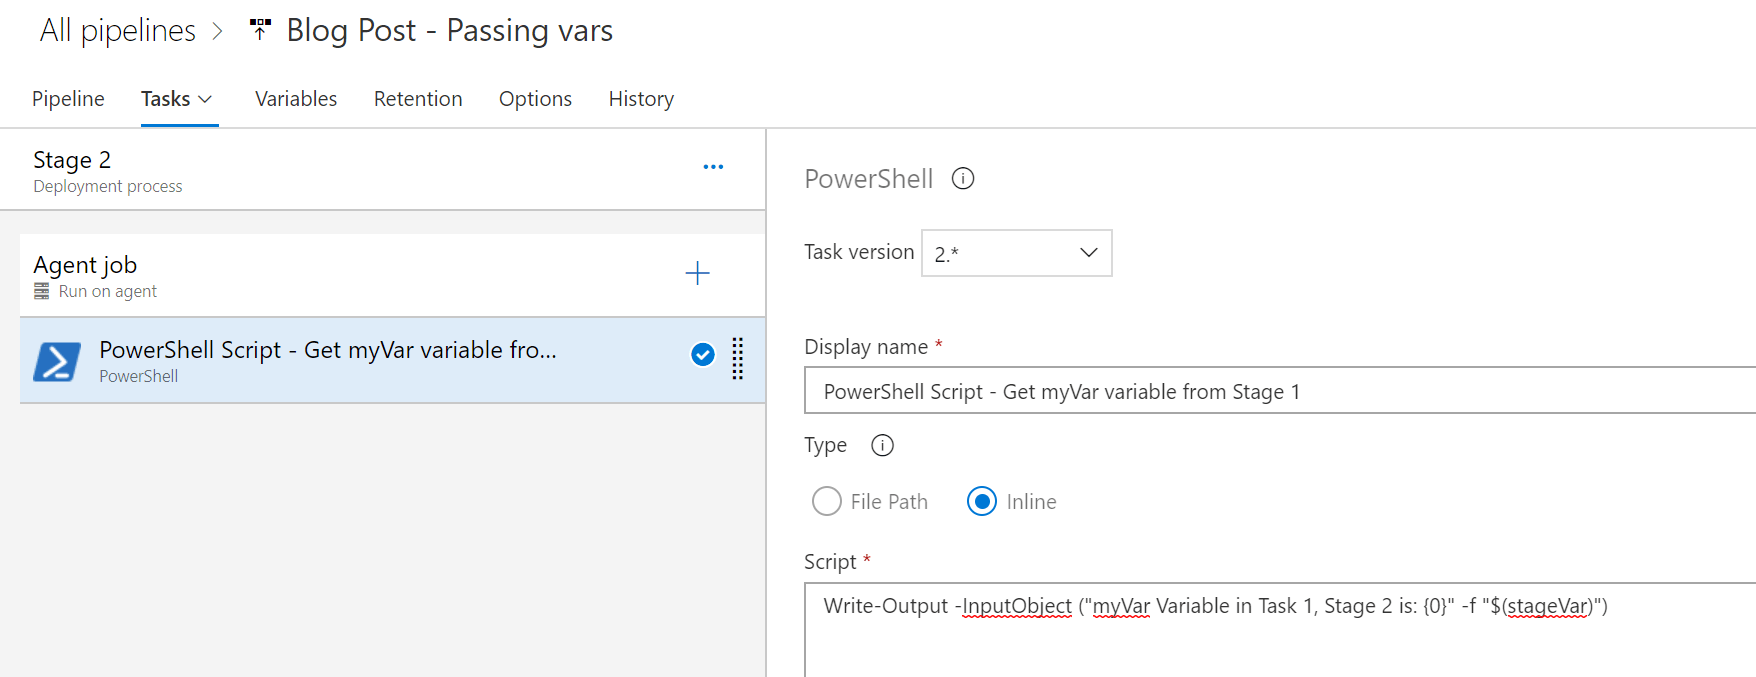 All pipelines > Blog Post - Passing vars
Pipeline Tasks Variables Retention Options History
Stage 2
Deployment process
Agent job
Run on agent
PowerShell Script - Get myVar variable fro...
PowerShell
PowerShell
Task version 2.*
Display name *
PowerShell Script - Get myVar variable from Stage 1
Type
File Path Inline
Script *
Write-Output -InputObject ("myVar Variable in Task 1, Stage 2 is: {0}" -f "$(stageVar)")